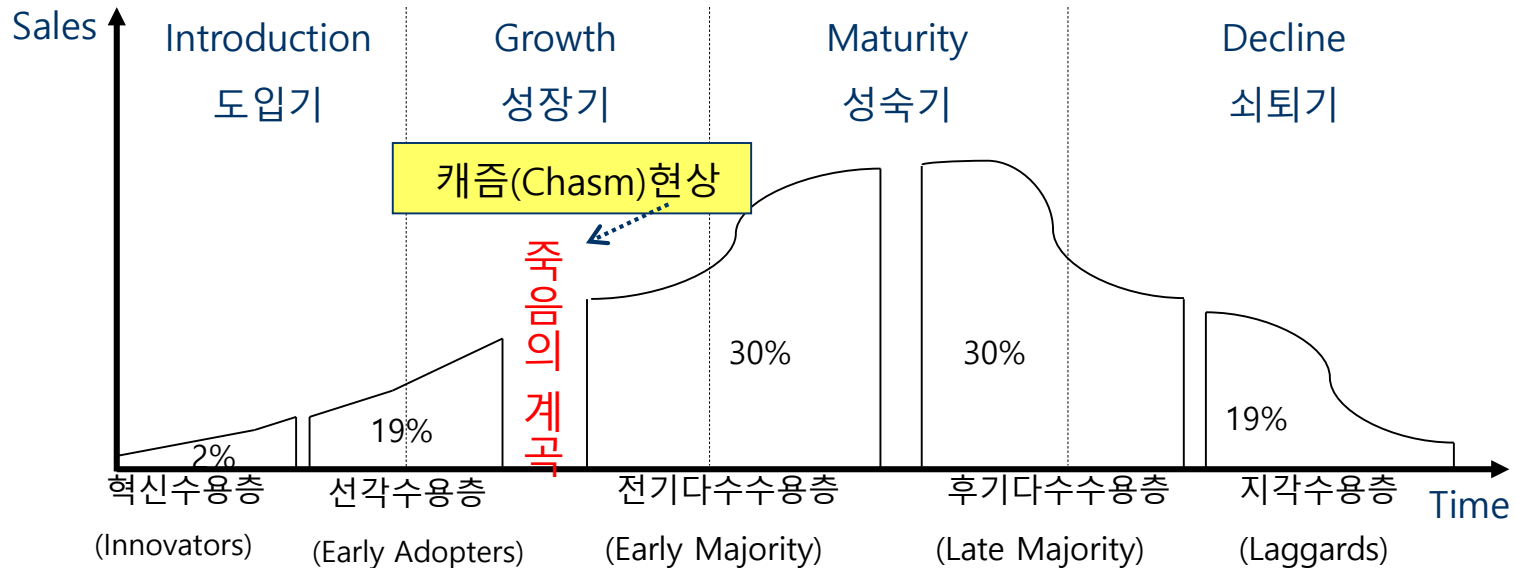 Sales
Introduction
Growth
Maturity
Decline
도입기
성장기
성숙기
쇠퇴기
캐즘(Chasm)현상
죽음의 계곡
2%
19%
30%
30%
19%
혁신수용층
선각수용층
전기다수수용층
후기다수수용층
지각수용층
Time
(Innovators)
(Early Adopters)
(Early Majority)
(Late Majority)
(Laggards)